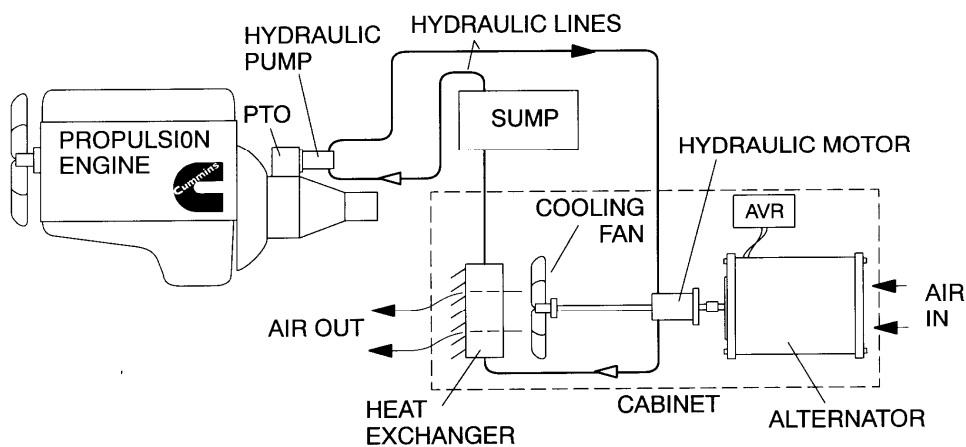 HYDRAULIC LINES
HYDRAULIC
PUMP
PTO
SUMP
PROPULSION
ENGINE
Cummins
HYDRAULIC MOTOR
COOLING
FAN
AVR
AIR OUT
AIR
IN
HEAT
EXCHANGER
CABINET
ALTERNATOR